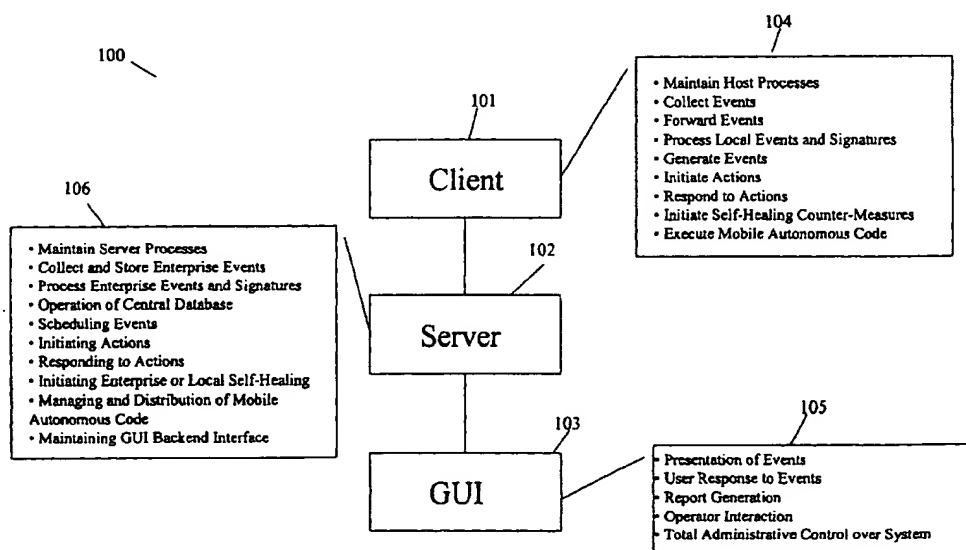 100
104
• Maintain Host Processes
• Collect Events
• Forward Events
• Process Local Events and Signatures
• Generate Events
• Initiate Actions
• Respond to Actions
• Initiate Self-Healing Counter-Measures
• Execute Mobile Autonomous Code
101
Client
106
• Maintain Server Processes
• Collect and Store Enterprise Events
• Process Enterprise Events and Signatures
• Operation of Central Database
• Scheduling Events
• Initiating Actions
• Responding to Actions
• Initiating Enterprise or Local Self-Healing
• Managing and Distribution of Mobile
Autonomous Code
• Maintaining GUI Backend Interface
102
Server
103
GUI
105
• Presentation of Events
• User Response to Events
• Report Generation
• Operator Interaction
• Total Administrative Control over System